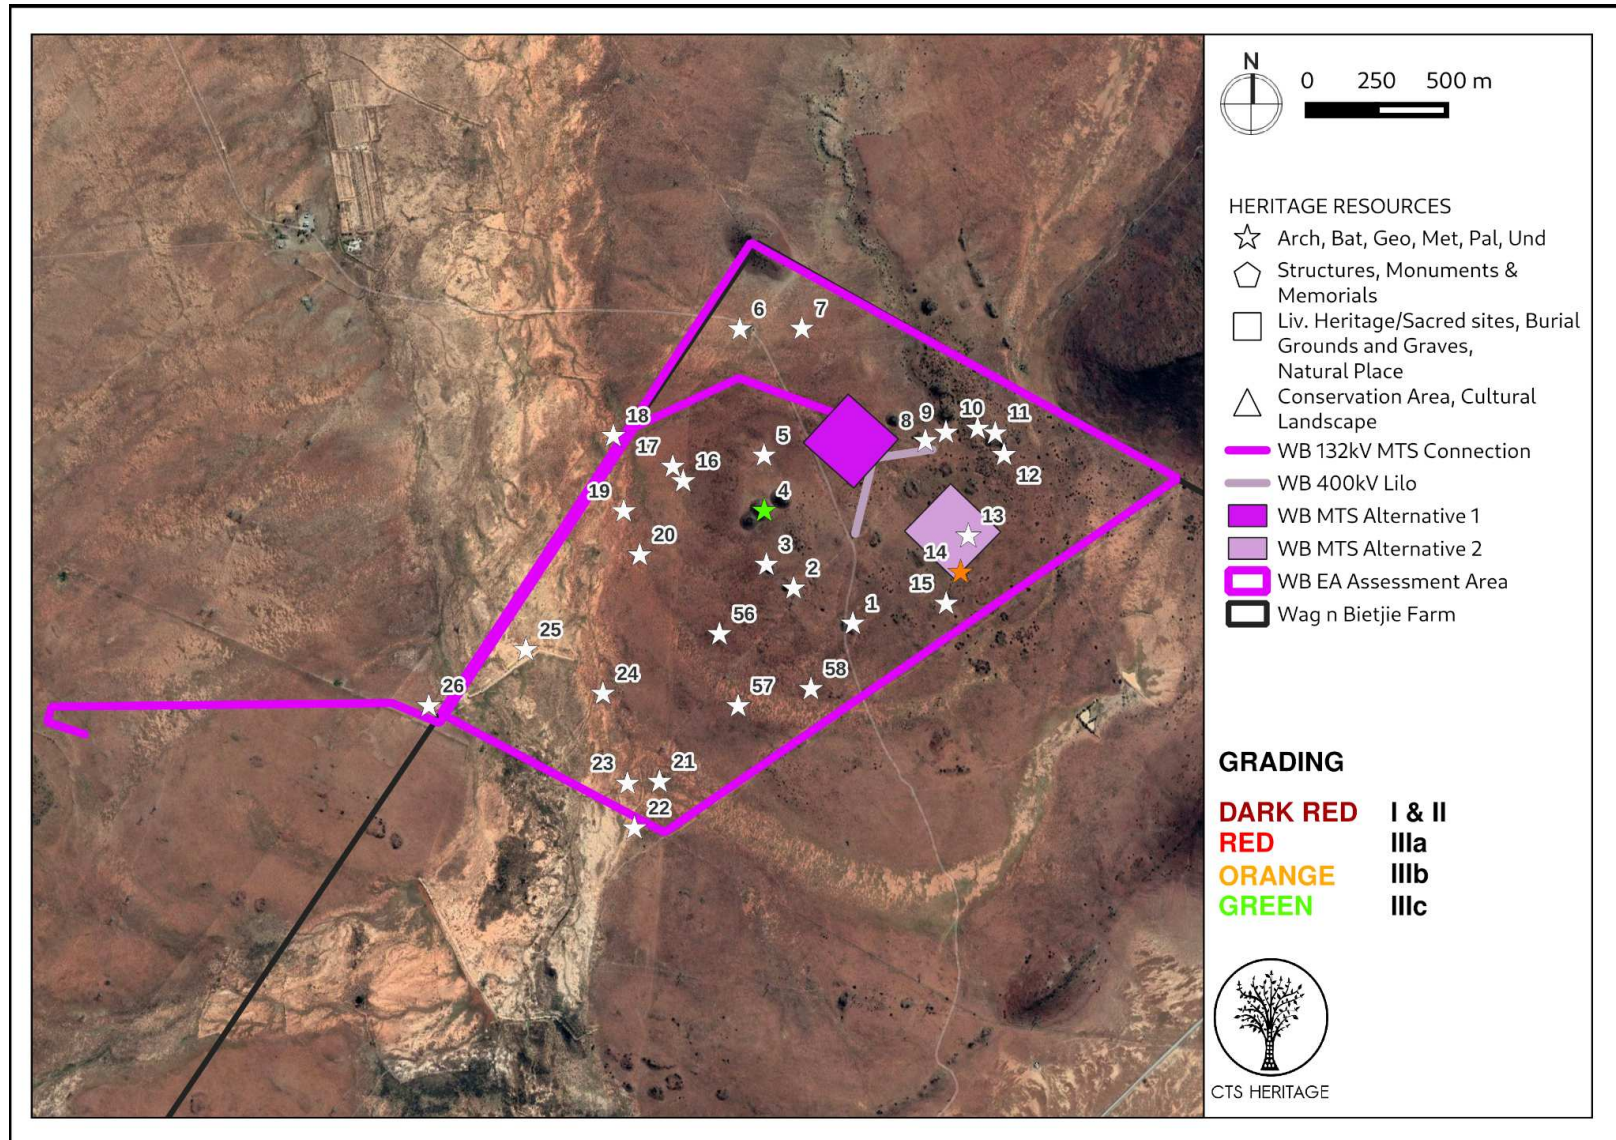 N
0 250 500 m
HERITAGE RESOURCES
Arch, Bat, Geo, Met, Pal, Und
Structures, Monuments &
Memorials
Liv. Heritage/Sacred sites, Burial
Grounds and Graves,
Natural Place
Conservation Area, Cultural
Landscape
WB 132kV MTS Connection
WB 400kV Lilo
WB MTS Alternative 1
WB MTS Alternative 2
WB EA Assessment Area
Wag n Bietjie Farm
GRADING
DARK RED I & II
RED IIIa
ORANGE IIIb
GREEN IIIc
CTS HERITAGE
6 7
18
8 9 10 11
17 16 5
12
19 4
13
20 3 14
2 15
56 1
25
24 58
26 57
23 21
22